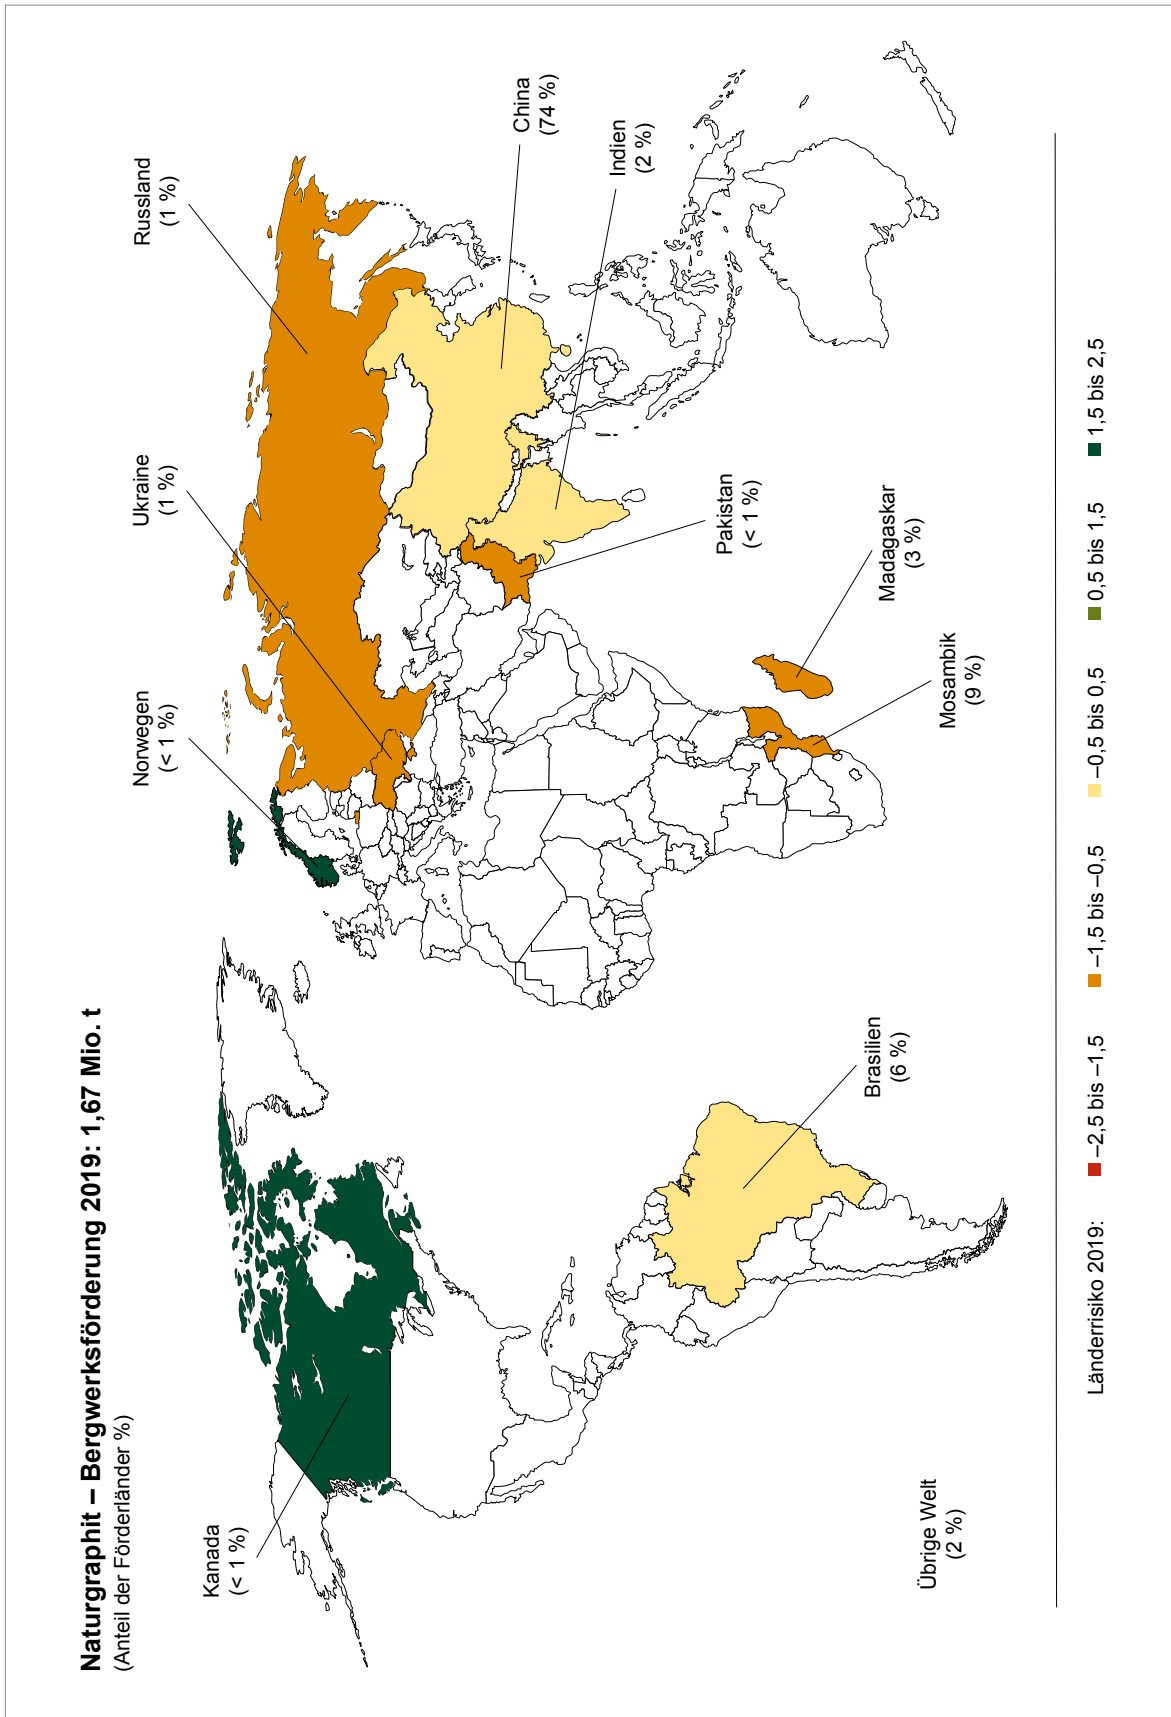 Naturgraphit – Bergwerksförderung 2019: 1,67 Mio. t
(Anteil der Förderländer %)
Kanada
(< 1 %)
Norwegen
(< 1 %)
Ukraine
(1 %)
Russland
(1 %)
China
(74 %)
Indien
(2 %)
Pakistan
(< 1 %)
Madagaskar
(3 %)
Mosambik
(9 %)
Brasilien
(6 %)
Übrige Welt
(2 %)
Länderrisiko 2019: –2,5 bis –1,5 –1,5 bis –0,5 –0,5 bis 0,5 0,5 bis 1,5 1,5 bis 2,5